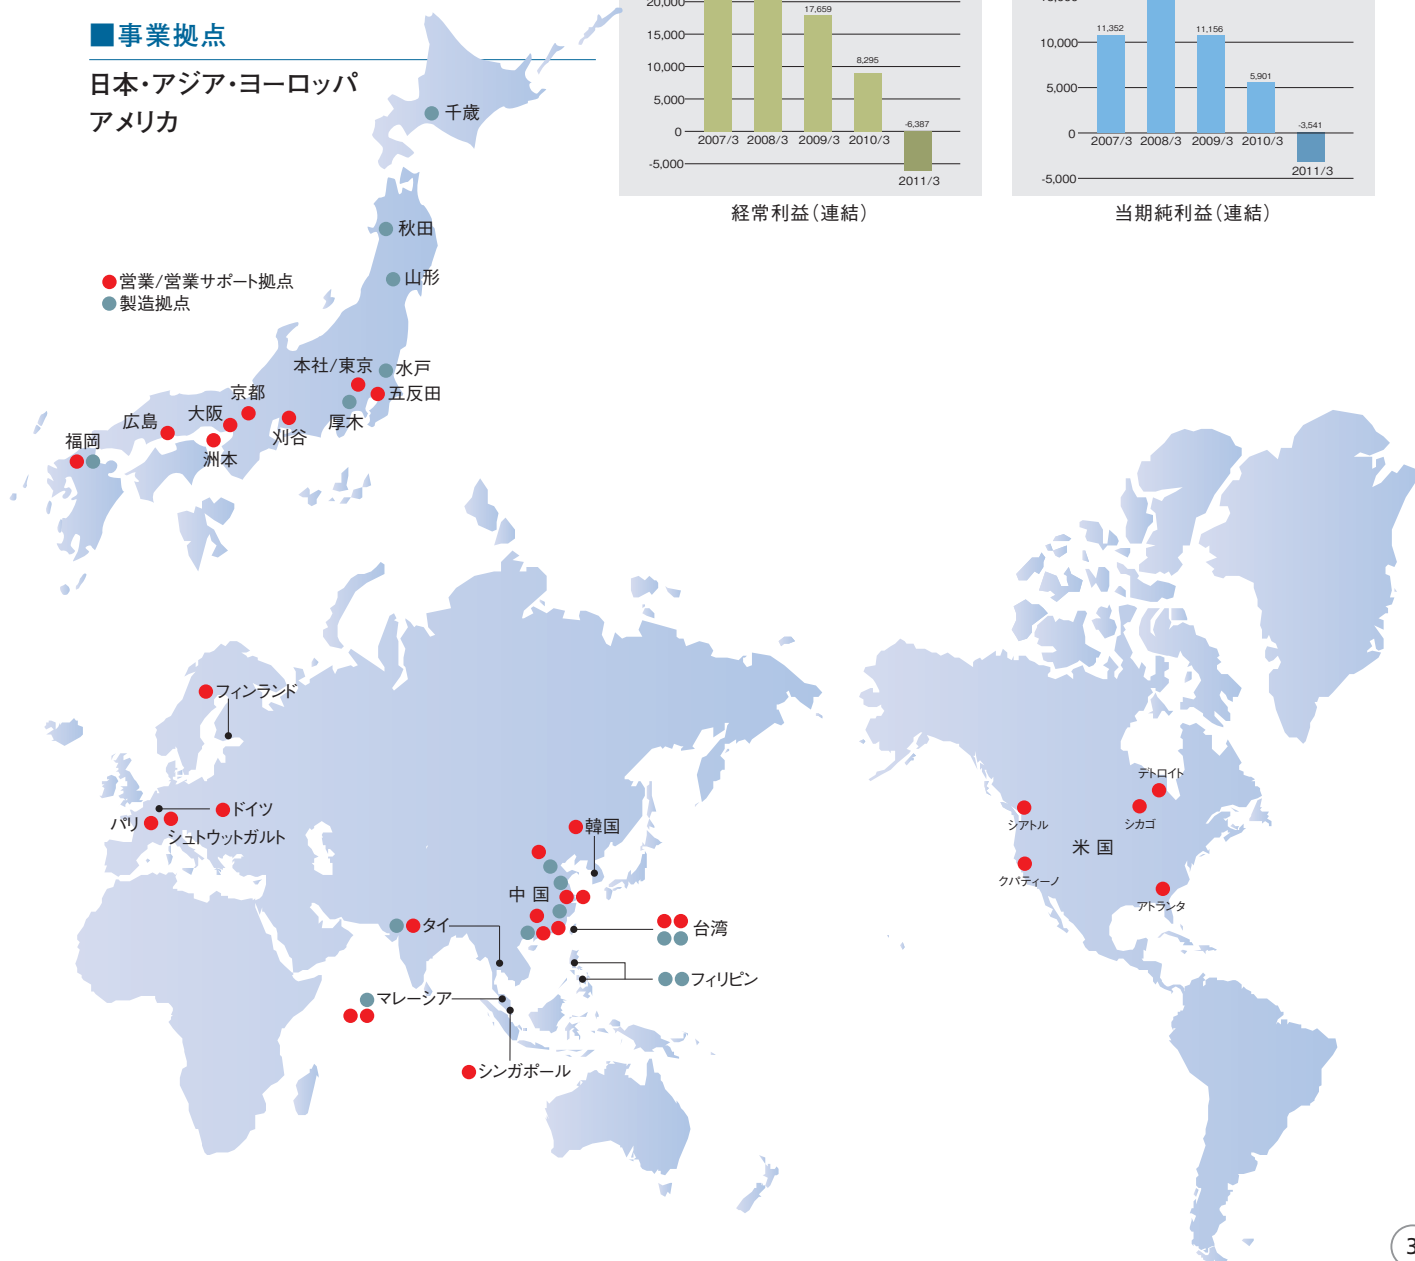 ■事業拠点
日本・アジア・ヨーロッパ
アメリカ
20,000
15,000
10,000
5,000
0
-5,000
17,659
8,295
-6,387
2007/3
2008/3
2009/3
2010/3
2011/3
経常利益（連結）
10,000
5,000
0
-5,000
11,352
11,156
5,901
-3,541
2007/3
2008/3
2009/3
2010/3
2011/3
当期純利益（連結）
千歳
秋田
山形
営業/営業サポート拠点
製造拠点
本社/東京
水戸
五反田
厚木
京都
大阪
刈谷
広島
洲本
福岡
フィンランド
ドイツ
パリ
シュトゥットガルト
韓国
中 国
タイ
台湾
フィリピン
マレーシア
シンガポール
デトロイト
シアトル
シカゴ
米 国
クパティーノ
アトランタ
3